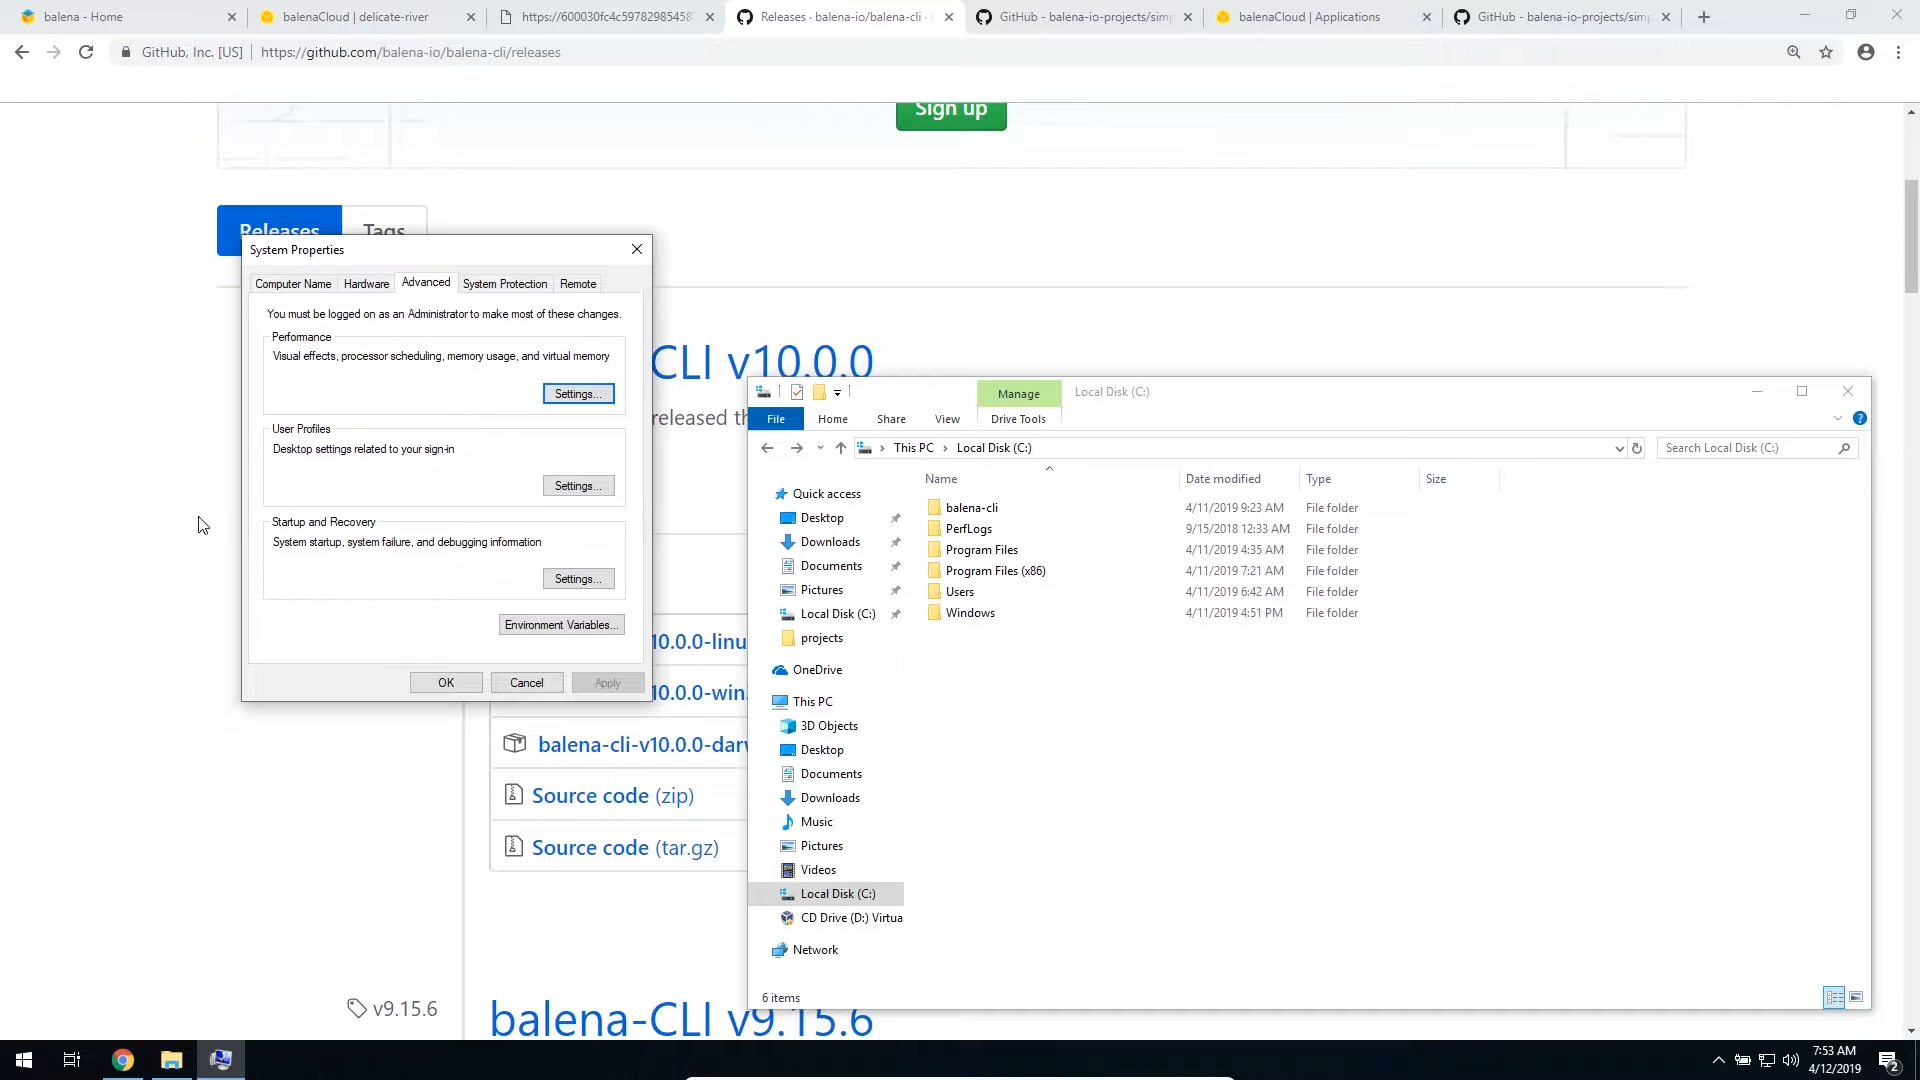 balena - Home
balenaCloud | delicate-river
https://600030fc4c59782985458
Releases · balena-io/balena-cli ·
GitHub - balena-io-projects/simp
balenaCloud | Applications
GitHub - balena-io-projects/simp
GitHub, Inc. [US]
https://github.com/balena-io/balena-cli/releases
Sign up
Releases
Tags
System Properties
Computer Name
Hardware
Advanced
System Protection
Remote
You must be logged on as an Administrator to make most of these changes.
Performance
Visual effects, processor scheduling, memory usage, and virtual memory
Settings...
User Profiles
Desktop settings related to your sign-in
Settings...
Startup and Recovery
System startup, system failure, and debugging information
Settings...
Environment Variables...
OK
Cancel
Apply
CLI v10.0.0
released th
10.0.0-linu
10.0.0-win
balena-cli-v10.0.0-darw
Source code (zip)
Source code (tar.gz)
v9.15.6
balena-CLI v9.15.6
Manage
Local Disk (C:)
File
Home
Share
View
Drive Tools
This PC
Local Disk (C:)
Search Local Disk (C:)
Name
Date modified
Type
Size
balena-cli 4/11/2019 9:23 AM File folder
PerfLogs 9/15/2018 12:33 AM File folder
Program Files 4/11/2019 4:35 AM File folder
Program Files (x86) 4/11/2019 7:21 AM File folder
Users 4/11/2019 6:42 AM File folder
Windows 4/11/2019 4:51 PM File folder
Quick access
Desktop
Downloads
Documents
Pictures
Local Disk (C:)
projects
OneDrive
This PC
3D Objects
Desktop
Documents
Downloads
Music
Pictures
Videos
Local Disk (C:)
CD Drive (D:) Virtua
Network
6 items
7:53 AM
4/12/2019
2